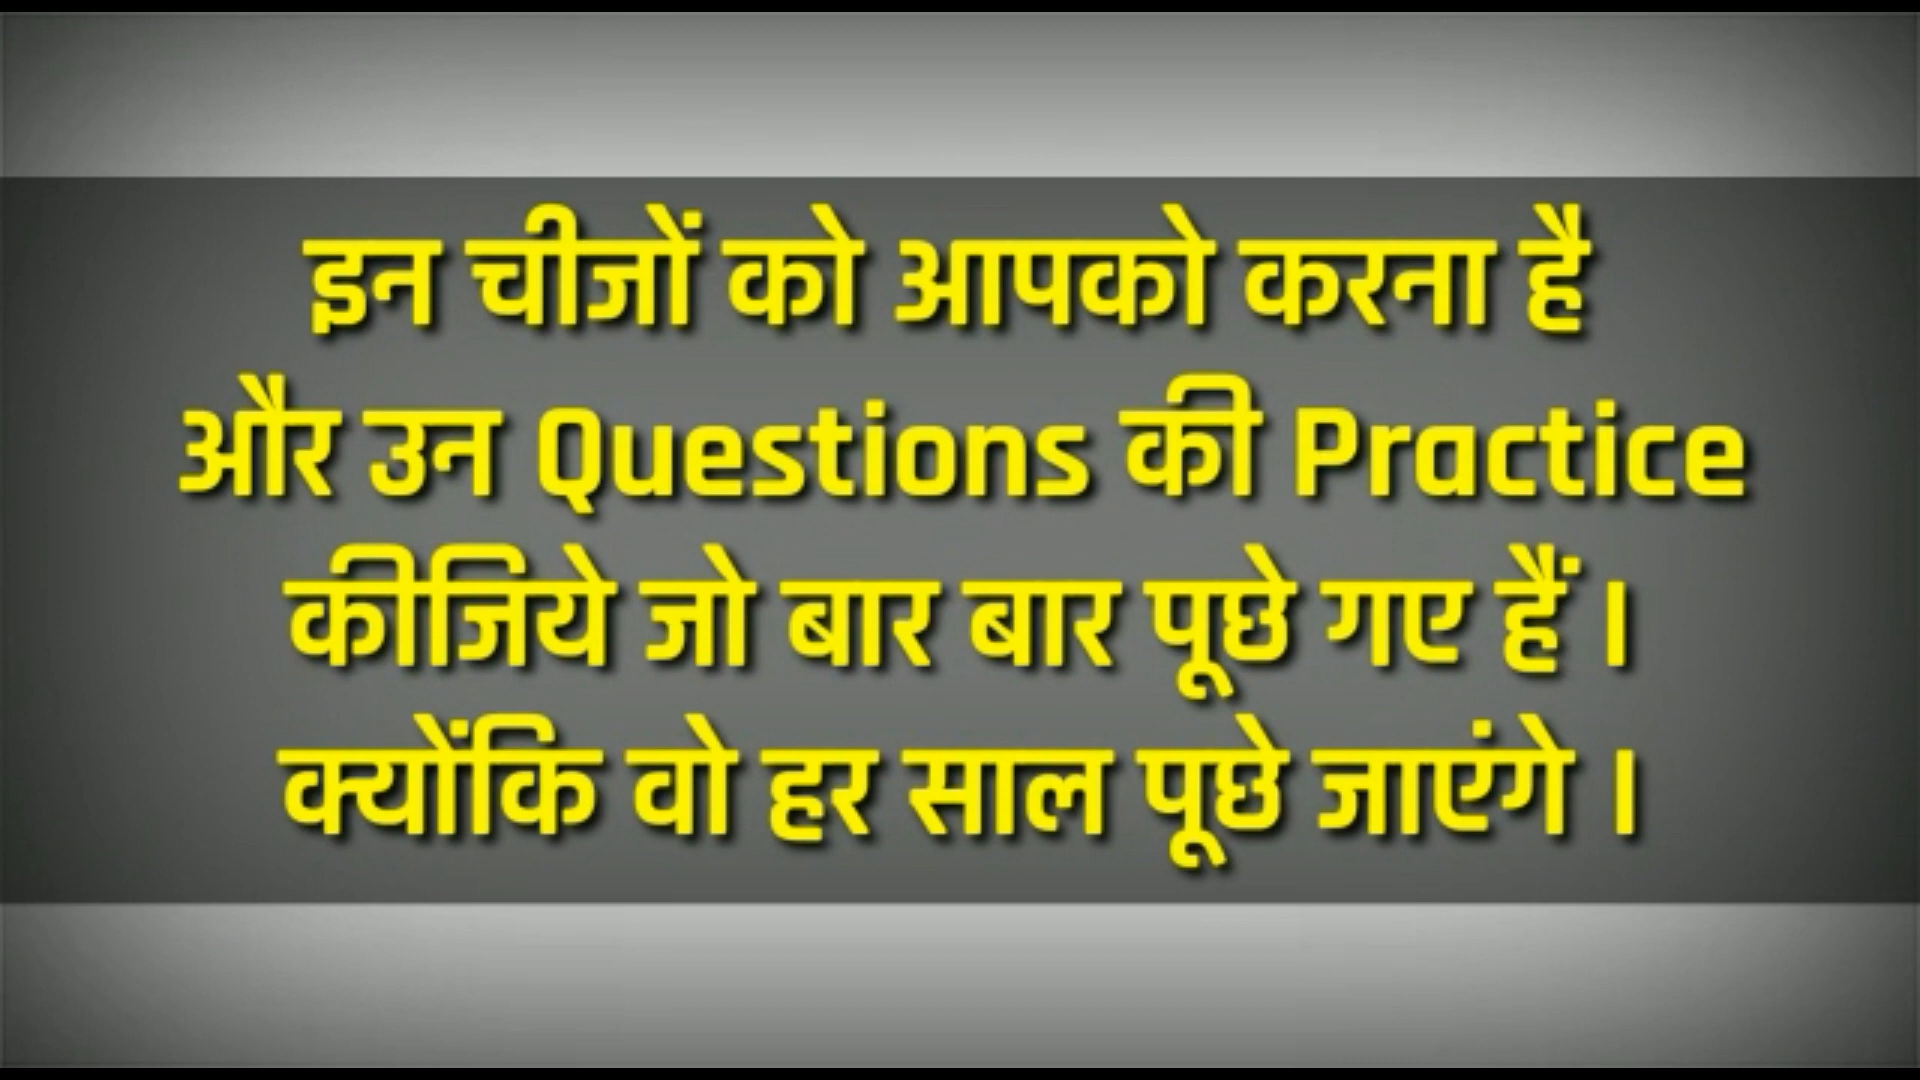 इन चीजों को आपको करना है
और उन Questions की Practice
कीजिये जो बार बार पूछे गए हैं ।
क्योंकि वो हर साल पूछे जाएंगे ।